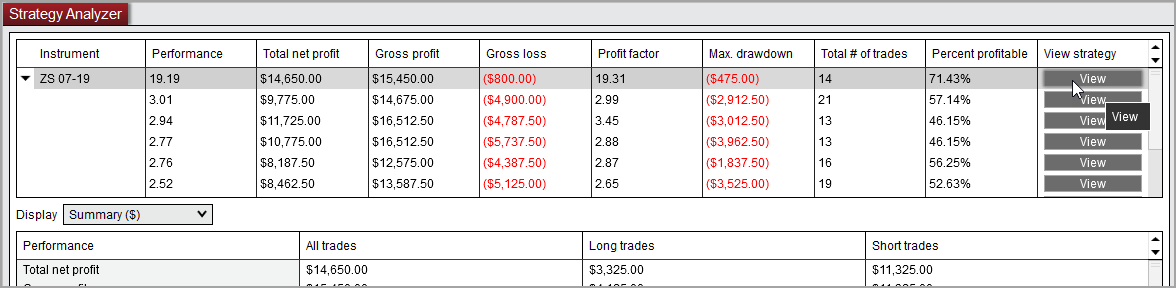 Strategy Analyzer
Instrument Performance Total net profit Gross profit Gross loss Profit factor Max. drawdown Total # of trades Percent profitable View strategy
ZS 07-19 19.19 $14,650.00 $15,450.00 ($800.00) 19.31 ($475.00) 14 71.43% View
3.01 $9,775.00 $14,675.00 ($4,900.00) 2.99 ($2,912.50) 21 57.14% View
2.94 $11,725.00 $16,512.50 ($4,787.50) 3.45 ($3,012.50) 13 46.15% View
View
2.77 $10,775.00 $16,512.50 ($5,737.50) 2.88 ($3,962.50) 13 46.15% View
2.76 $8,187.50 $12,575.00 ($4,387.50) 2.87 ($1,837.50) 16 56.25% View
2.52 $8,462.50 $13,587.50 ($5,125.00) 2.65 ($3,525.00) 19 52.63% View
Display Summary ($)
Performance All trades Long trades Short trades
Total net profit $14,650.00 $3,325.00 $11,325.00